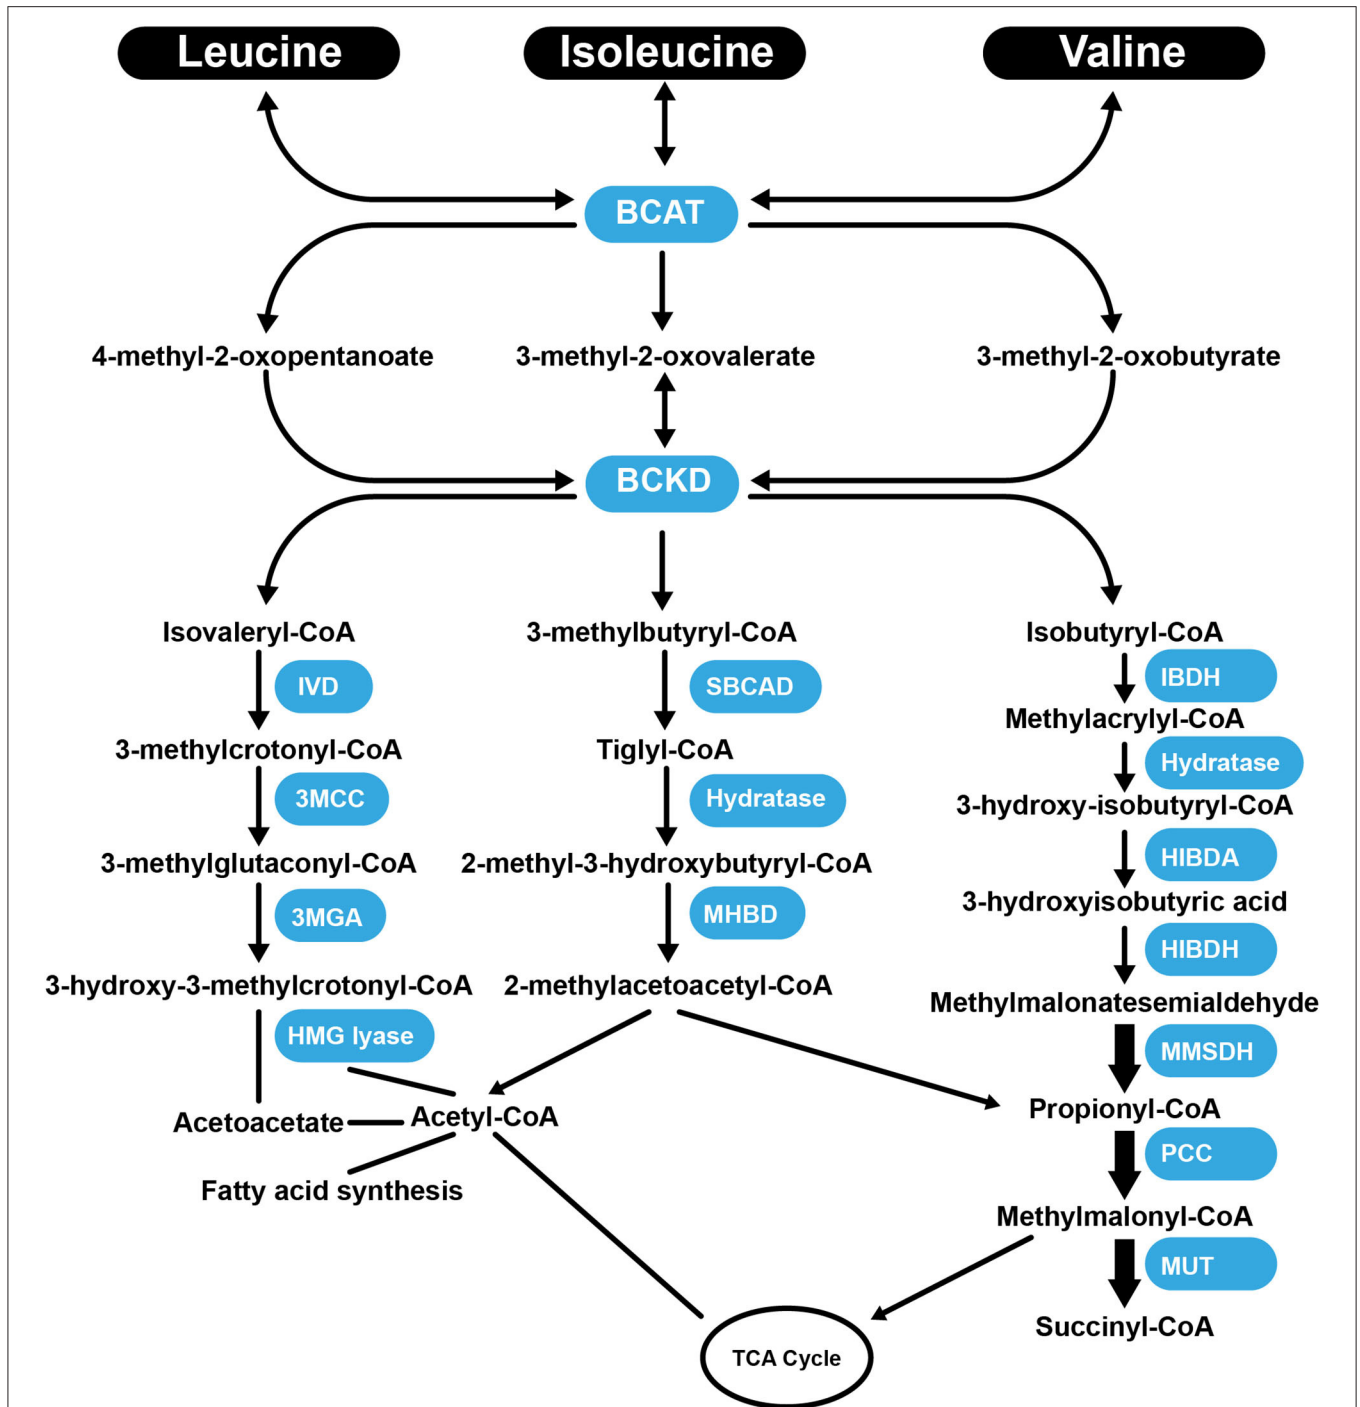 Leucine
Isoleucine
Valine
BCAT
4-methyl-2-oxopentanoate
3-methyl-2-oxovalerate
3-methyl-2-oxobutyrate
BCKD
Isovaleryl-CoA
3-methylbutyryl-CoA
Isobutyryl-CoA
IVD
SBCAD
IBDH
3-methylcrotonyl-CoA
Tiglyl-CoA
Methylacrylyl-CoA
3MCC
Hydratase
Hydratase
3-hydroxy-isobutyryl-CoA
3-methylglutaconyl-CoA
2-methyl-3-hydroxybutyryl-CoA
HIBDA
3MGA
MHBD
3-hydroxyisobutyric acid
HIBDH
3-hydroxy-3-methylcrotonyl-CoA
2-methylacetoacetyl-CoA
Methylmalonatesemialdehyde
HMG lyase
MMSDH
Acetoacetate
Acetyl-CoA
Propionyl-CoA
PCC
Fatty acid synthesis
Methylmalonyl-CoA
MUT
Succinyl-CoA
TCA Cycle